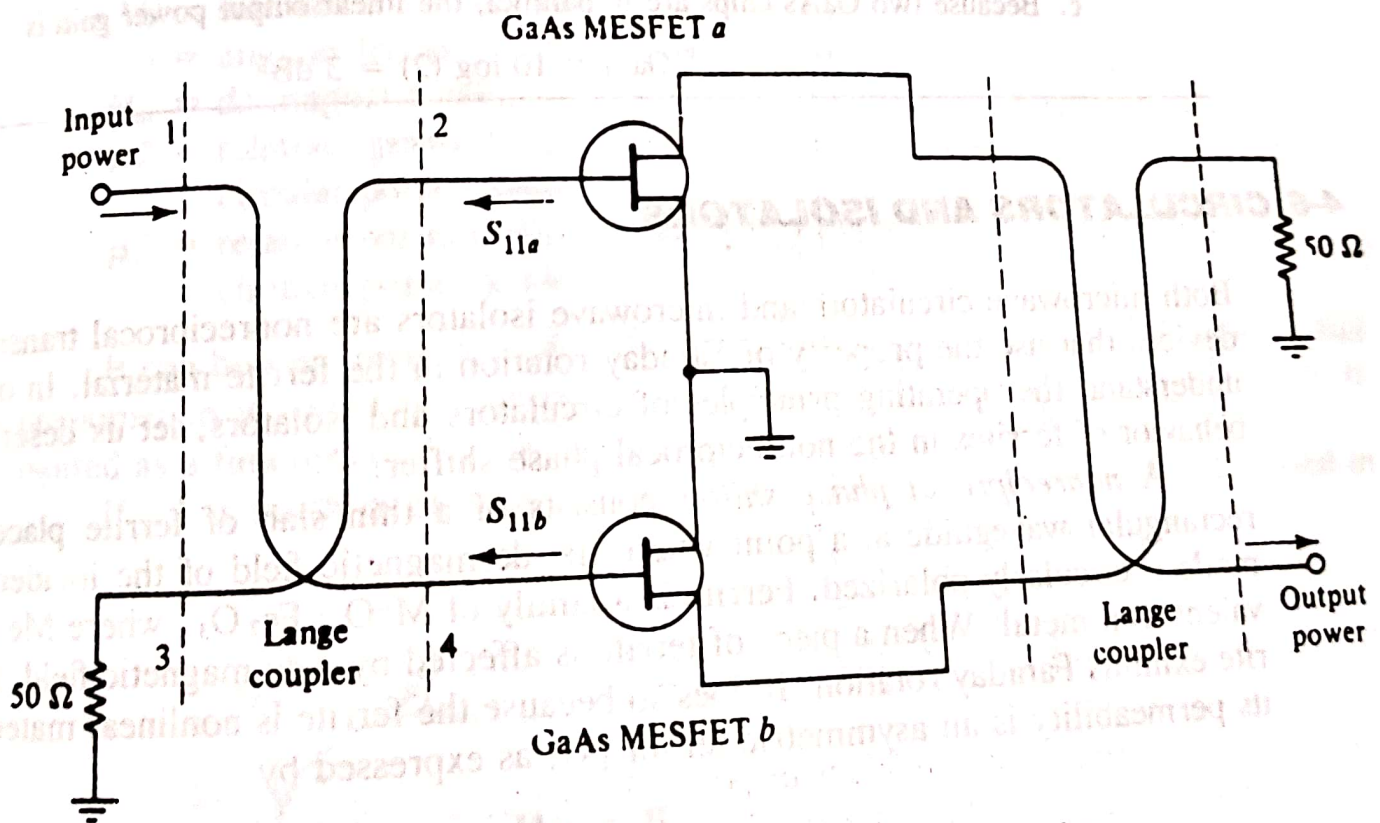 GaAs MESFET a
Input
power
1
2
S11a
50 Ω
S11b
Lange
coupler
3
4
50 Ω
Lange
coupler
Output
power
GaAs MESFET b